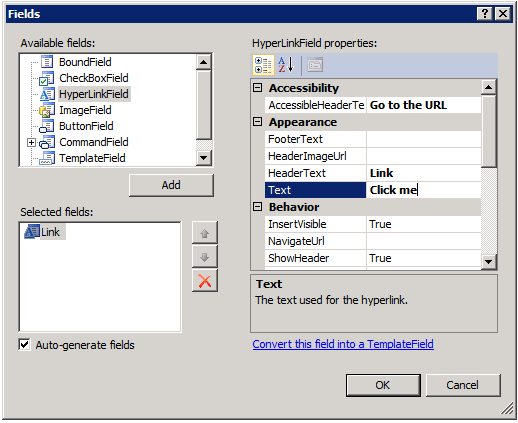 Fields
Available fields:
BoundField
CheckBoxField
HyperLinkField
ImageField
ButtonField
CommandField
TemplateField
Add
Selected fields:
Link
Auto-generate fields
HyperLinkField properties:
Accessibility
AccessibleHeaderTe Go to the URL
Appearance
FooterText
HeaderImageUrl
HeaderText Link
Text Click me
Behavior
InsertVisible True
NavigateUrl
ShowHeader True
Text
The text used for the hyperlink.
Convert this field into a TemplateField
OK Cancel